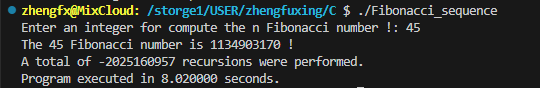 zhengfx@MixCloud: /storge1/USER/zhengfuxing/C $ ./Fibonacci_sequence
Enter an integer for compute the n Fibonacci number !: 45
The 45 Fibonacci number is 1134903170 !
A total of -2025160957 recursions were performed.
Program executed in 8.020000 seconds.